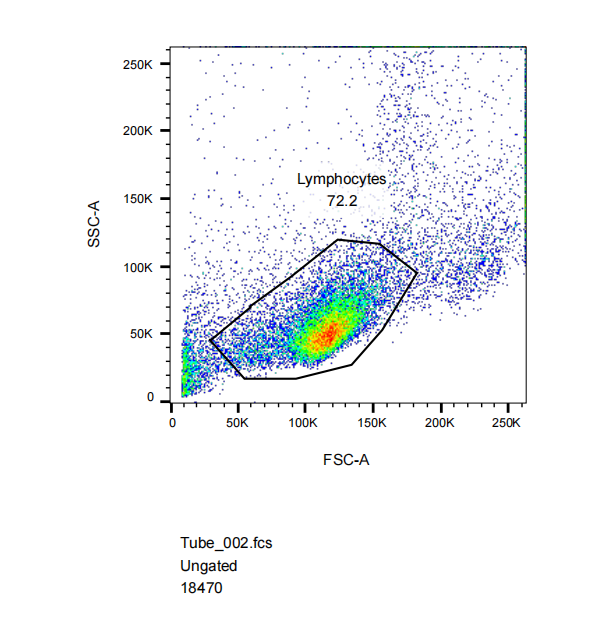 250K
200K
150K
100K
50K
0
SSC-A
Lymphocytes
72.2
0 50K 100K 150K 200K 250K
FSC-A
Tube_002.fcs
Ungated
18470